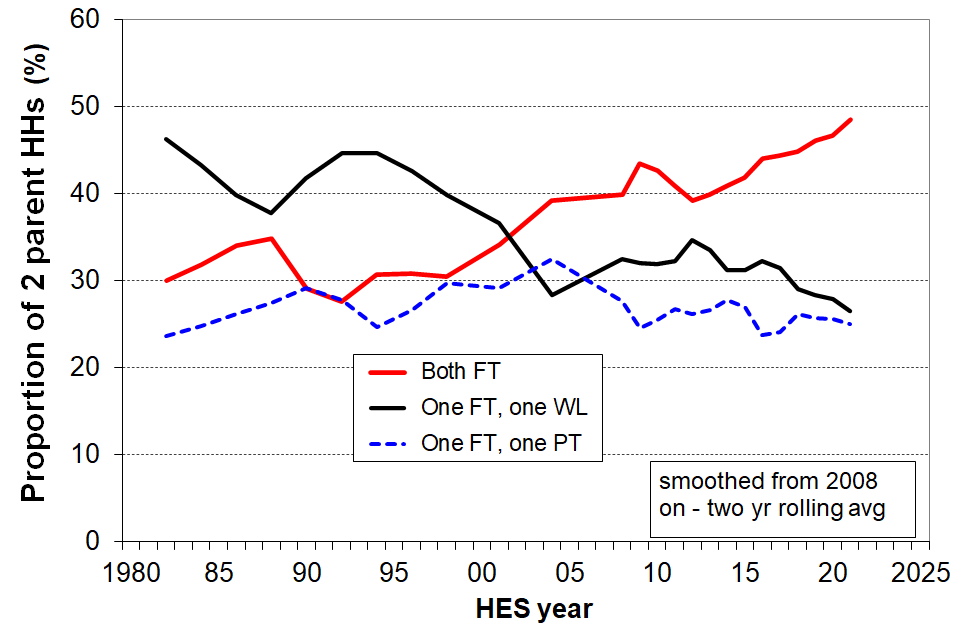 Proportion of 2 parent HHs (%)
60
50
40
30
20
10
0
Both FT
One FT, one WL
One FT, one PT
smoothed from 2008
on - two yr rolling avg
1980 85 90 95 00 05 10 15 20 2025
HES year